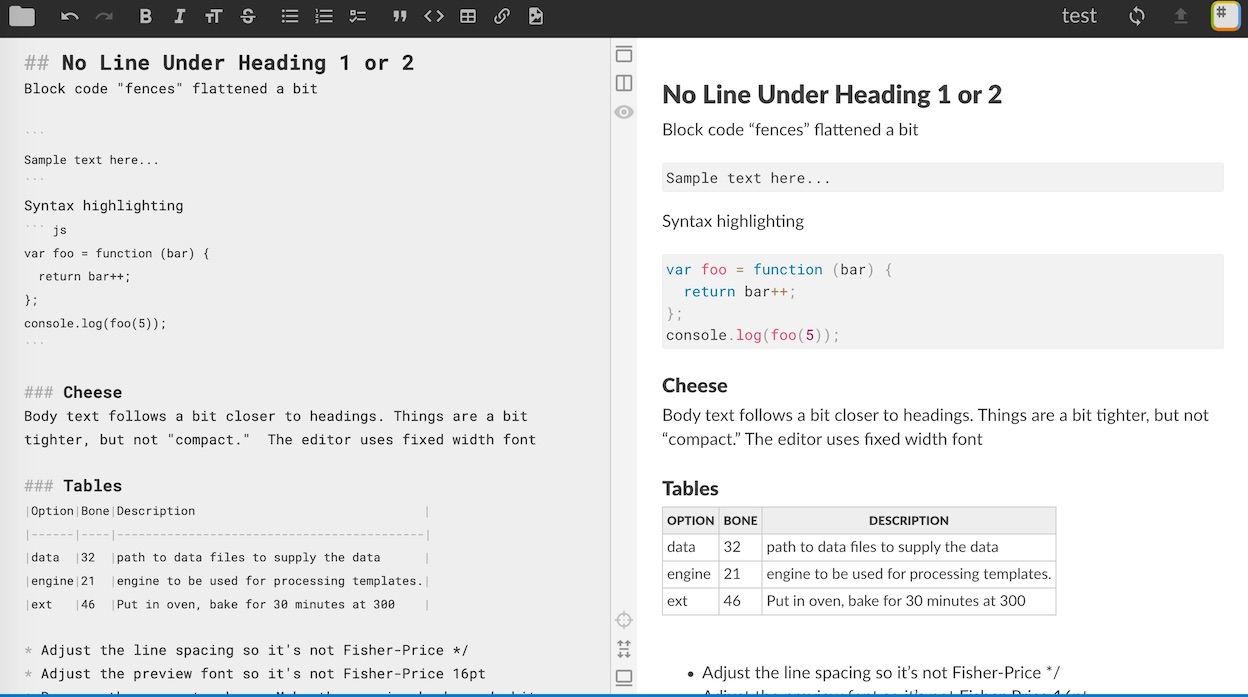 test
#
## No Line Under Heading 1 or 2
Block code "fences" flattened a bit
```
Sample text here...
```
Syntax highlighting
``` js
var foo = function (bar) {
  return bar++;
};
console.log(foo(5));
```
### Cheese
Body text follows a bit closer to headings. Things are a bit
tighter, but not "compact."  The editor uses fixed width font
### Tables
|Option|Bone|Description                          |
|------|----|-------------------------------------|
|data  |32  |path to data files to supply the data     |
|engine|21  |engine to be used for processing templates.|
|ext   |46  |Put in oven, bake for 30 minutes at 300    |
* Adjust the line spacing so it's not Fisher-Price */
* Adjust the preview font so it's not Fisher-Price 16pt
No Line Under Heading 1 or 2
Block code “fences” flattened a bit
Sample text here...
Syntax highlighting
var foo = function (bar) {
  return bar++;
};
console.log(foo(5));
Cheese
Body text follows a bit closer to headings. Things are a bit tighter, but not
“compact.” The editor uses fixed width font
Tables
OPTION BONE DESCRIPTION
data 32 path to data files to supply the data
engine 21 engine to be used for processing templates.
ext 46 Put in oven, bake for 30 minutes at 300
• Adjust the line spacing so it’s not Fisher-Price */